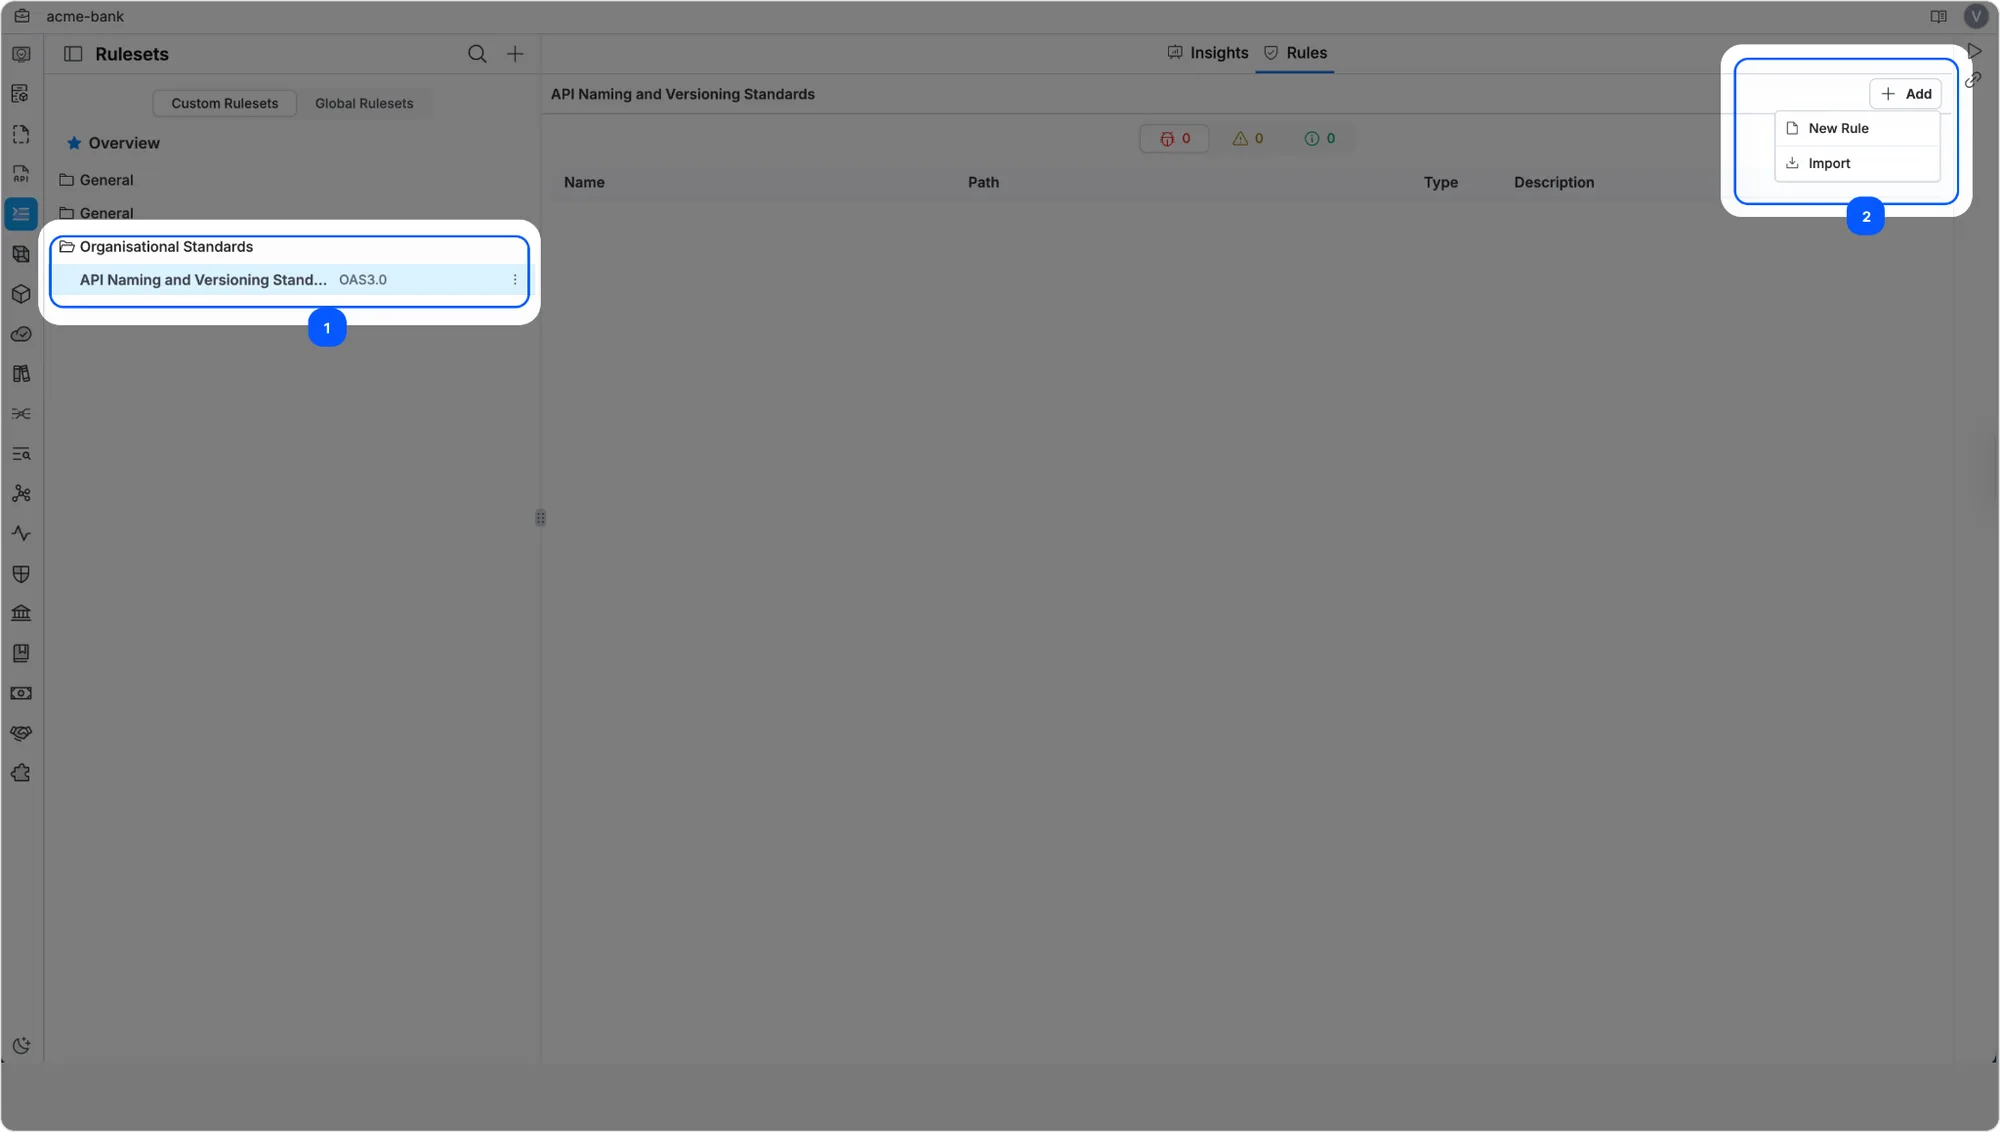 acme-bank
V
Rulesets
Insights
Rules
Custom Rulesets
Global Rulesets
API Naming and Versioning Standards
Add
New Rule
Import
2
0
0
0
Name
Path
Type
Description
Overview
General
General
Organisational Standards
API Naming and Versioning Stand...
OAS3.0
1
API